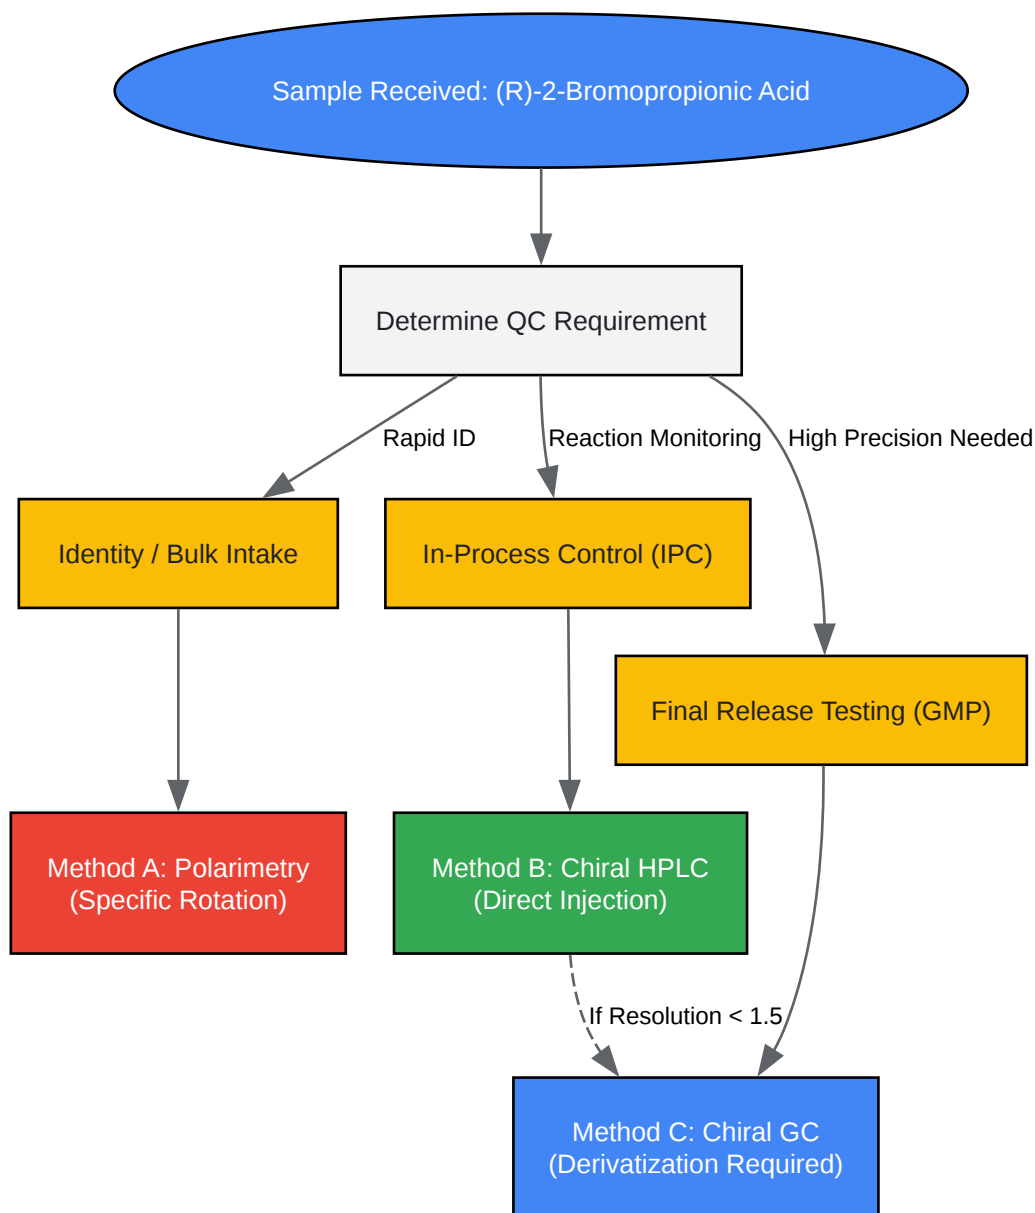 Sample Received: (R)-2-Bromopropionic Acid
Determine QC Requirement
Rapid ID
Reaction Monitoring
High Precision Needed
Identity / Bulk Intake
In-Process Control (IPC)
Final Release Testing (GMP)
Method A: Polarimetry
(Specific Rotation)
Method B: Chiral HPLC
(Direct Injection)
If Resolution < 1.5
Method C: Chiral GC
(Derivatization Required)